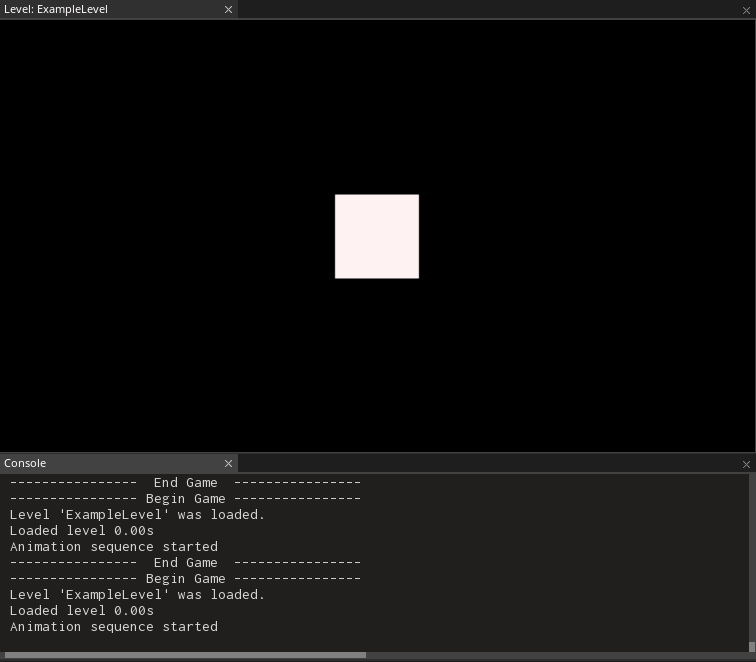 Level: ExampleLevel
Console
----------------  End Game  ----------------
---------------- Begin Game ----------------
Level 'ExampleLevel' was loaded.
Loaded level 0.00s
Animation sequence started
----------------  End Game  ----------------
---------------- Begin Game ----------------
Level 'ExampleLevel' was loaded.
Loaded level 0.00s
Animation sequence started